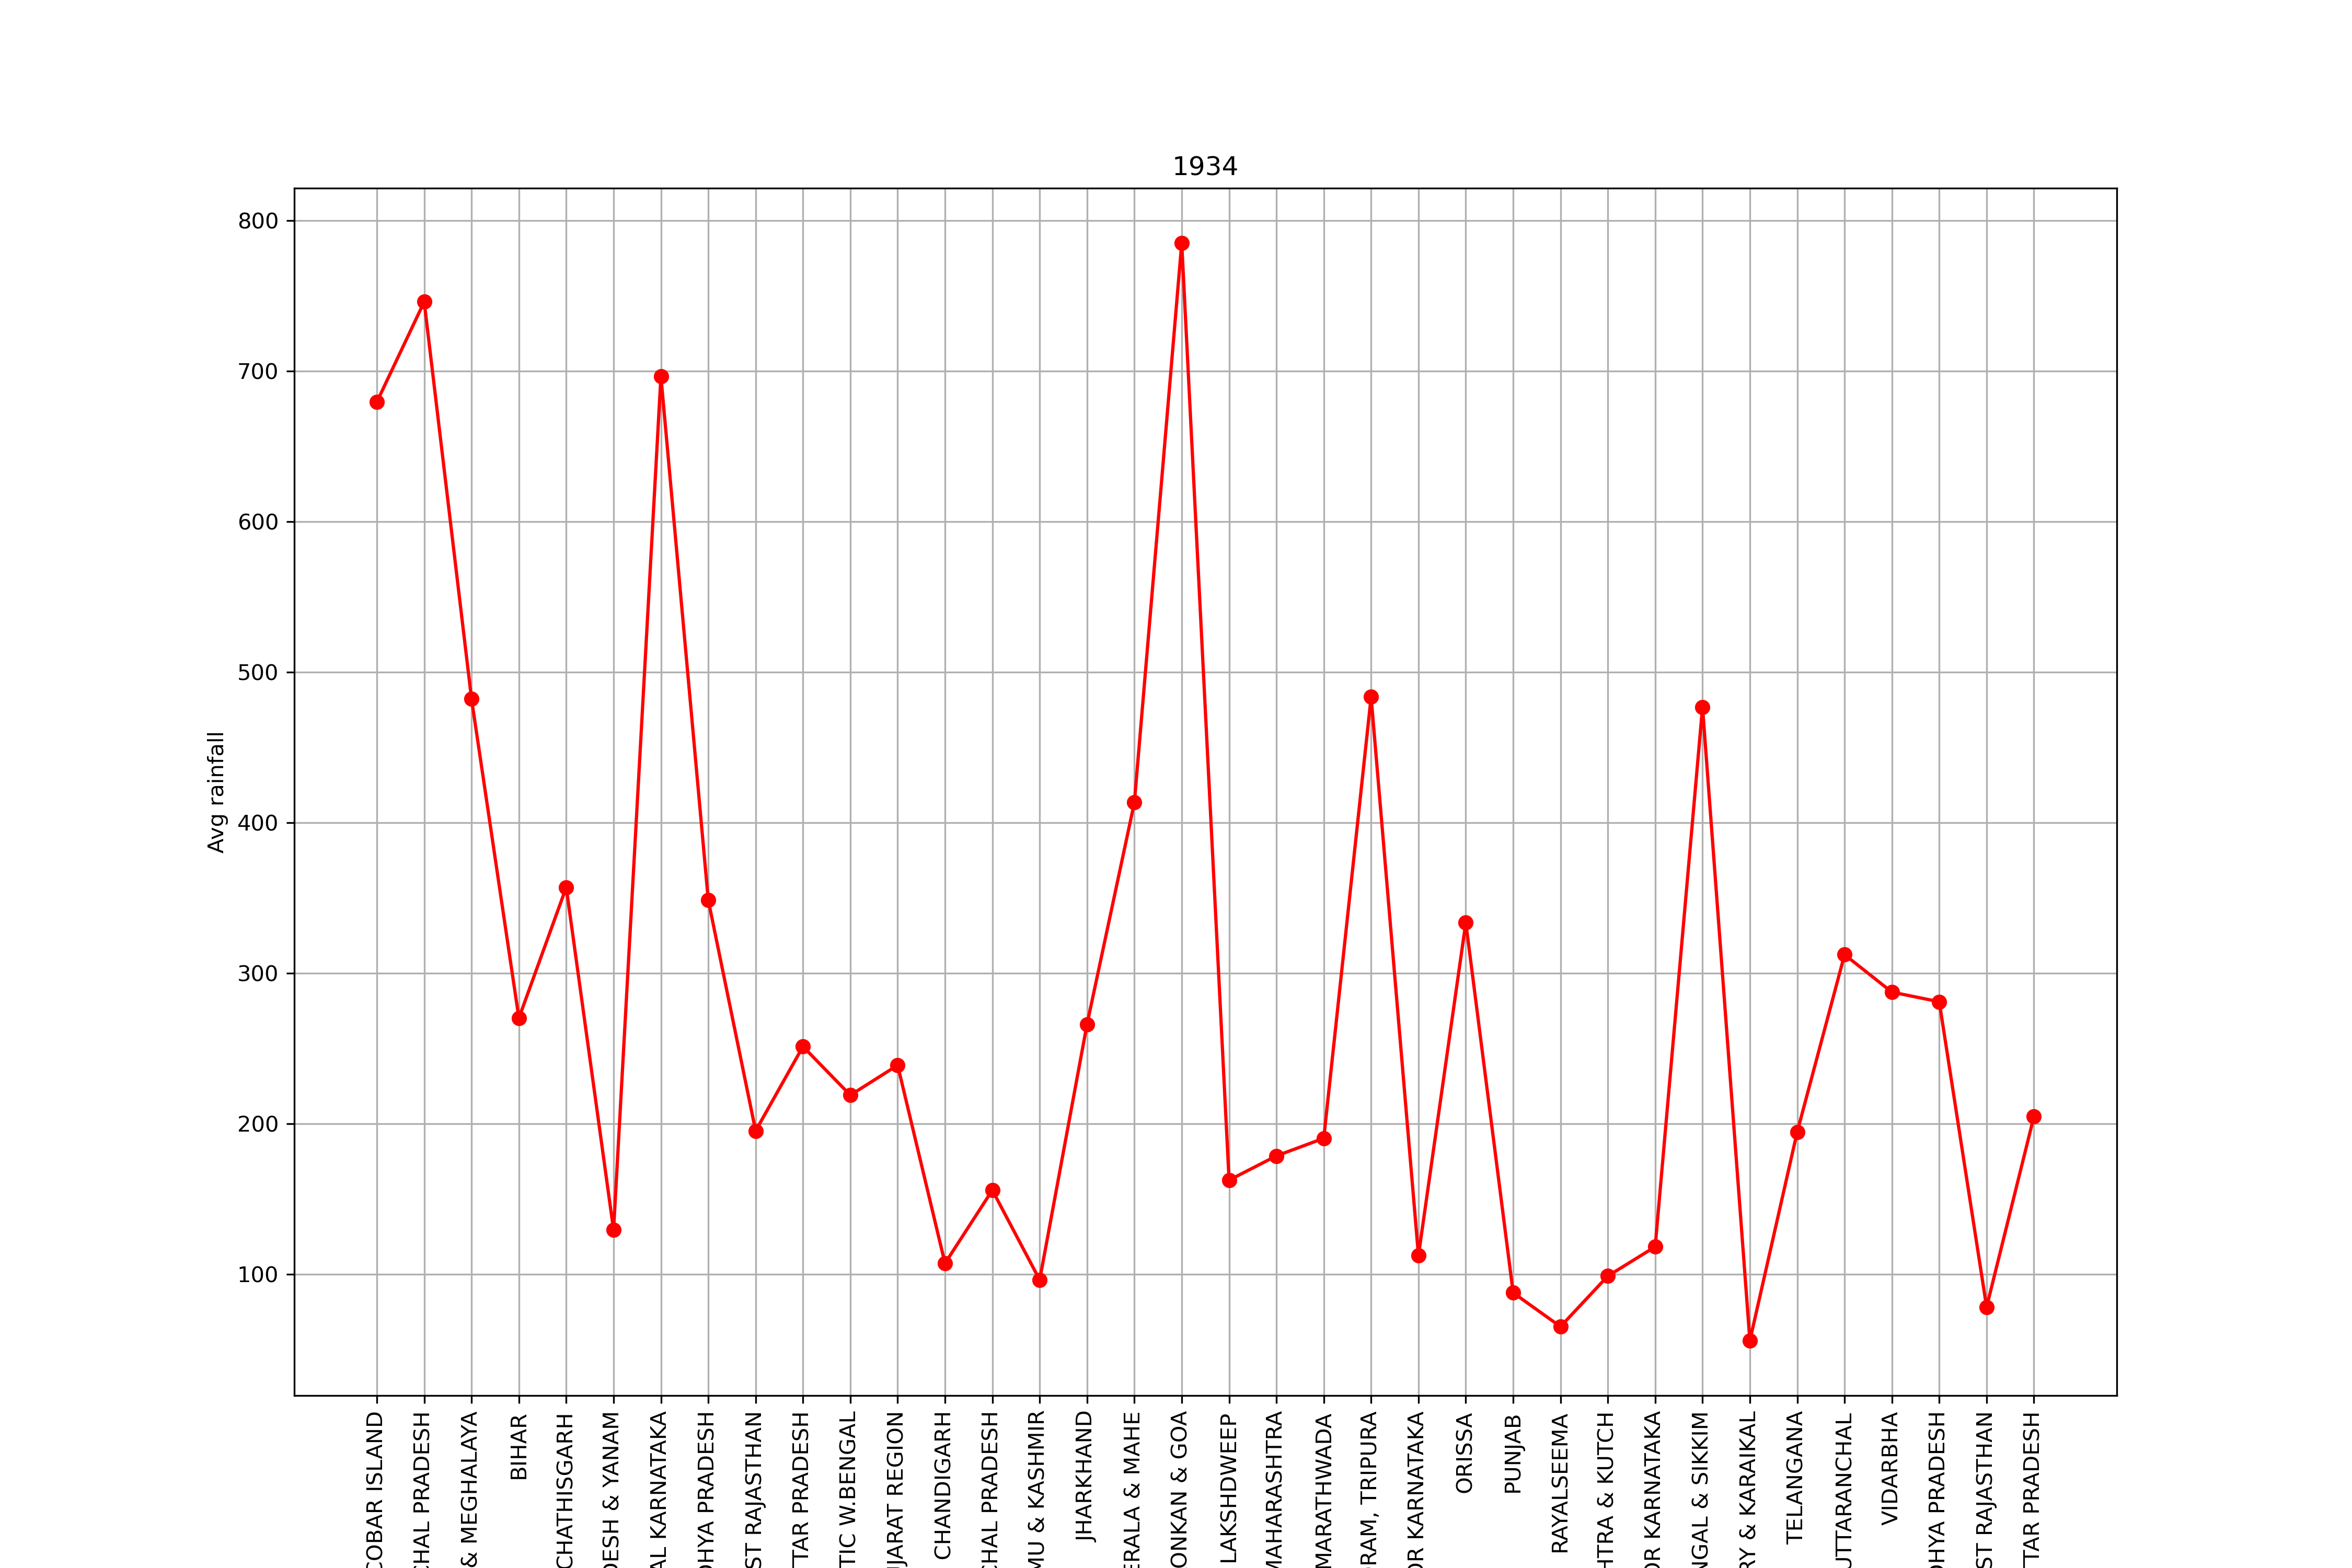 1934
Avg rainfall
800
700
600
500
400
300
200
100
COBAR ISLAND
CHAL PRADESH
& MEGHALAYA
BIHAR
CHATHISGARH
DESH & YANAM
AL KARNATAKA
DHYA PRADESH
ST RAJASTHAN
TTAR PRADESH
TIC W.BENGAL
JARAT REGION
CHANDIGARH
CHAL PRADESH
MU & KASHMIR
JHARKHAND
ERALA & MAHE
ONKAN & GOA
LAKSHDWEEP
MAHARASHTRA
MARATHWADA
RAM, TRIPURA
OR KARNATAKA
ORISSA
PUNJAB
RAYALSEEMA
HTRA & KUTCH
OR KARNATAKA
NGAL & SIKKIM
RY & KARAIKAL
TELANGANA
UTTARANCHAL
VIDARBHA
DHYA PRADESH
ST RAJASTHAN
TTAR PRADESH